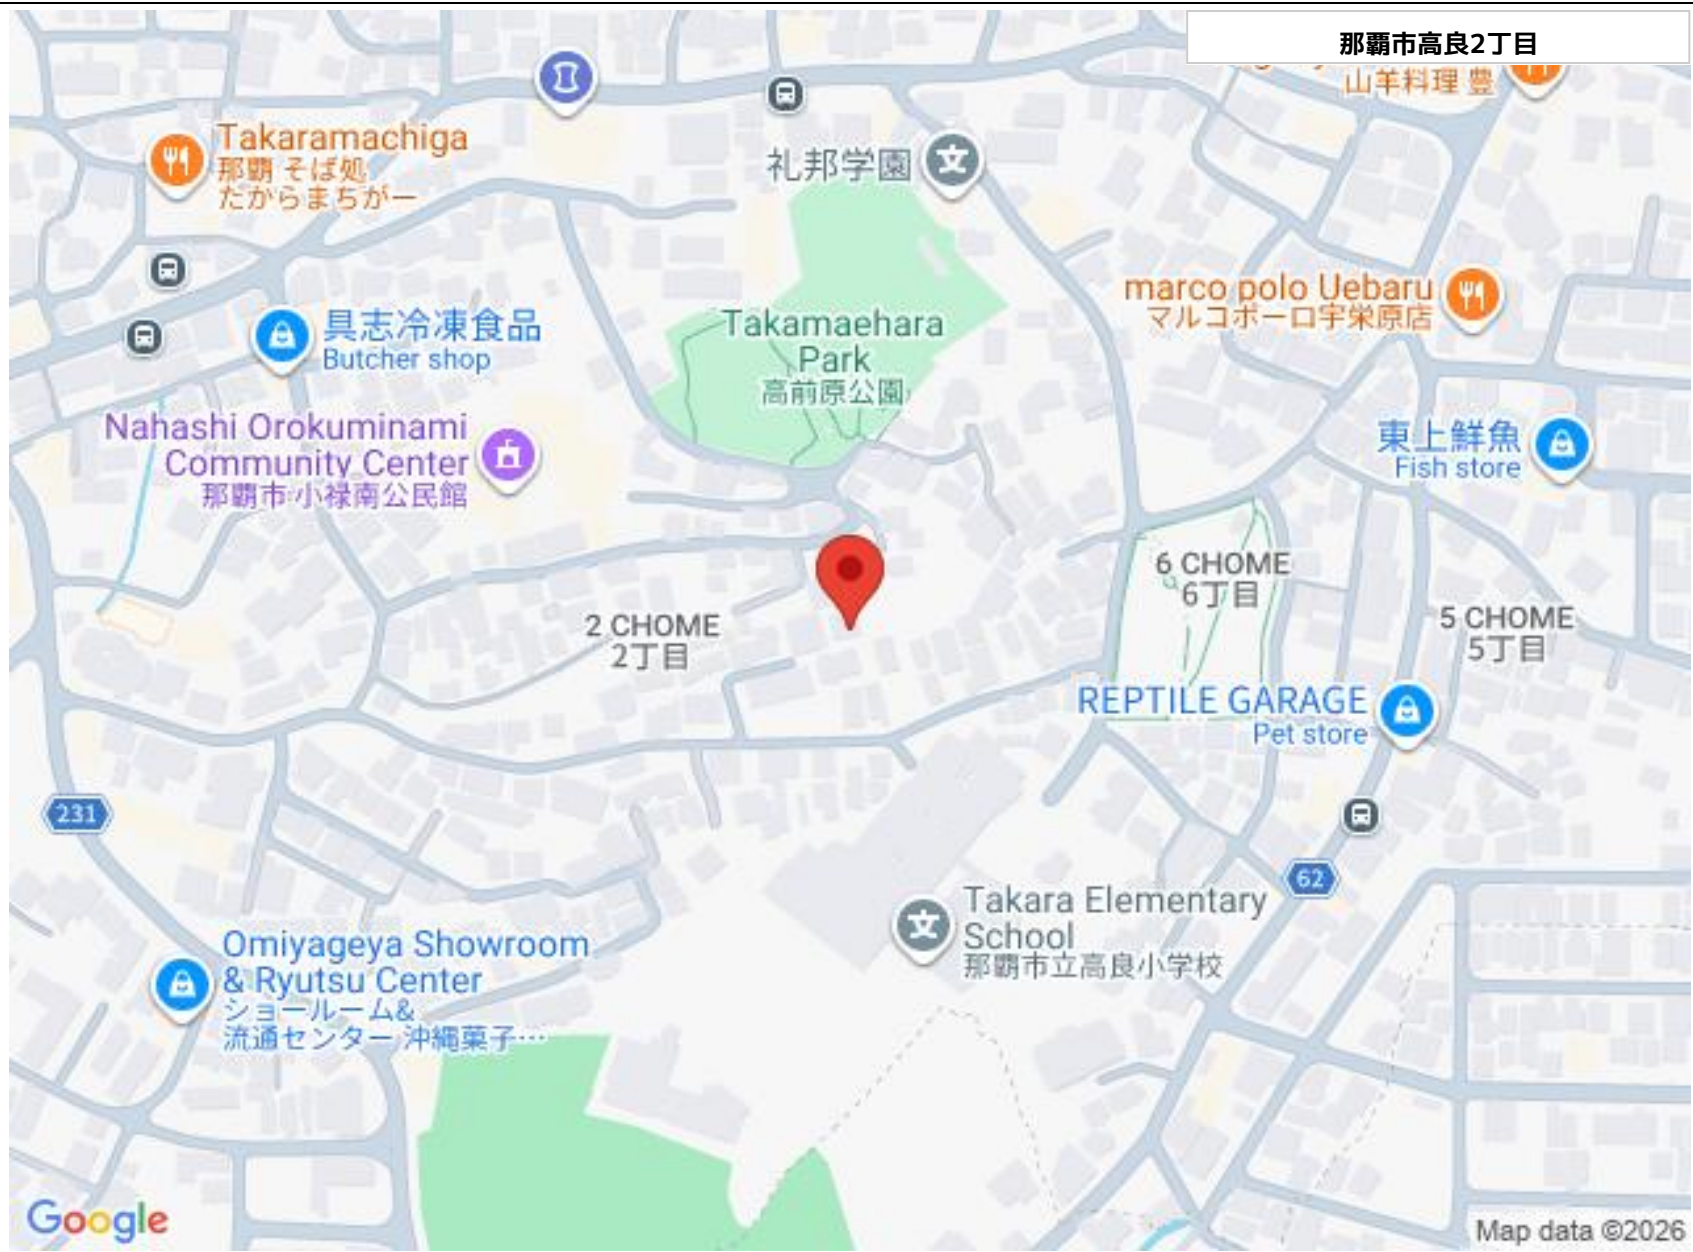 那覇市高良2丁目
山羊料理 豊
Takaramachiga
那覇 そば処
たからまちがー
礼邦学園
marco polo Uebaru
マルコポーロ宇栄原店
具志冷凍食品
Butcher shop
Takamaehara
Park
高前原公園
Nahashi Orokuminami
Community Center
那覇市 小禄南公民館
東上鮮魚
Fish store
6 CHOME
6丁目
2 CHOME
2丁目
5 CHOME
5丁目
REPTILE GARAGE
Pet store
231
62
Takara Elementary
School
那覇市立高良小学校
Omiyageya Showroom
& Ryutsu Center
ショールーム&
流通センター 沖縄菓子…
Google
Map data ©2026